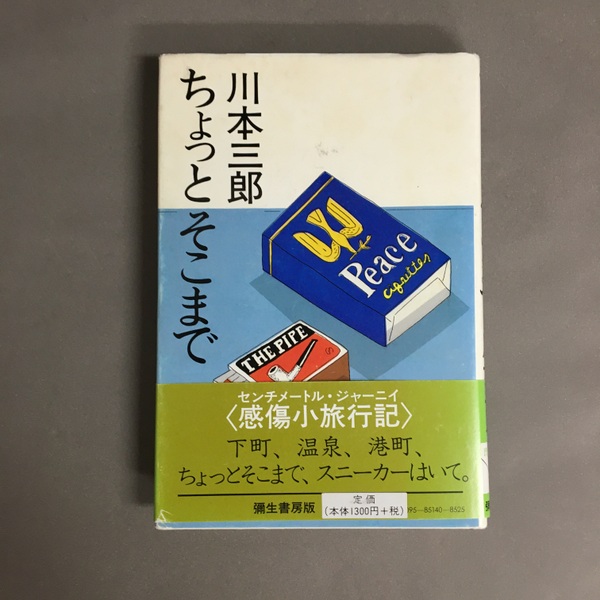 川本三郎
ちょっとそこまで
Peace
cigarettes
THE PIPE
センチメートル・ジャーニイ
〈感傷小旅行記〉
下町、温泉、港町、
ちょっとそこまで、スニーカーはいて。
彌生書房版
定価
(本体1300円+税)
095-85140-8525